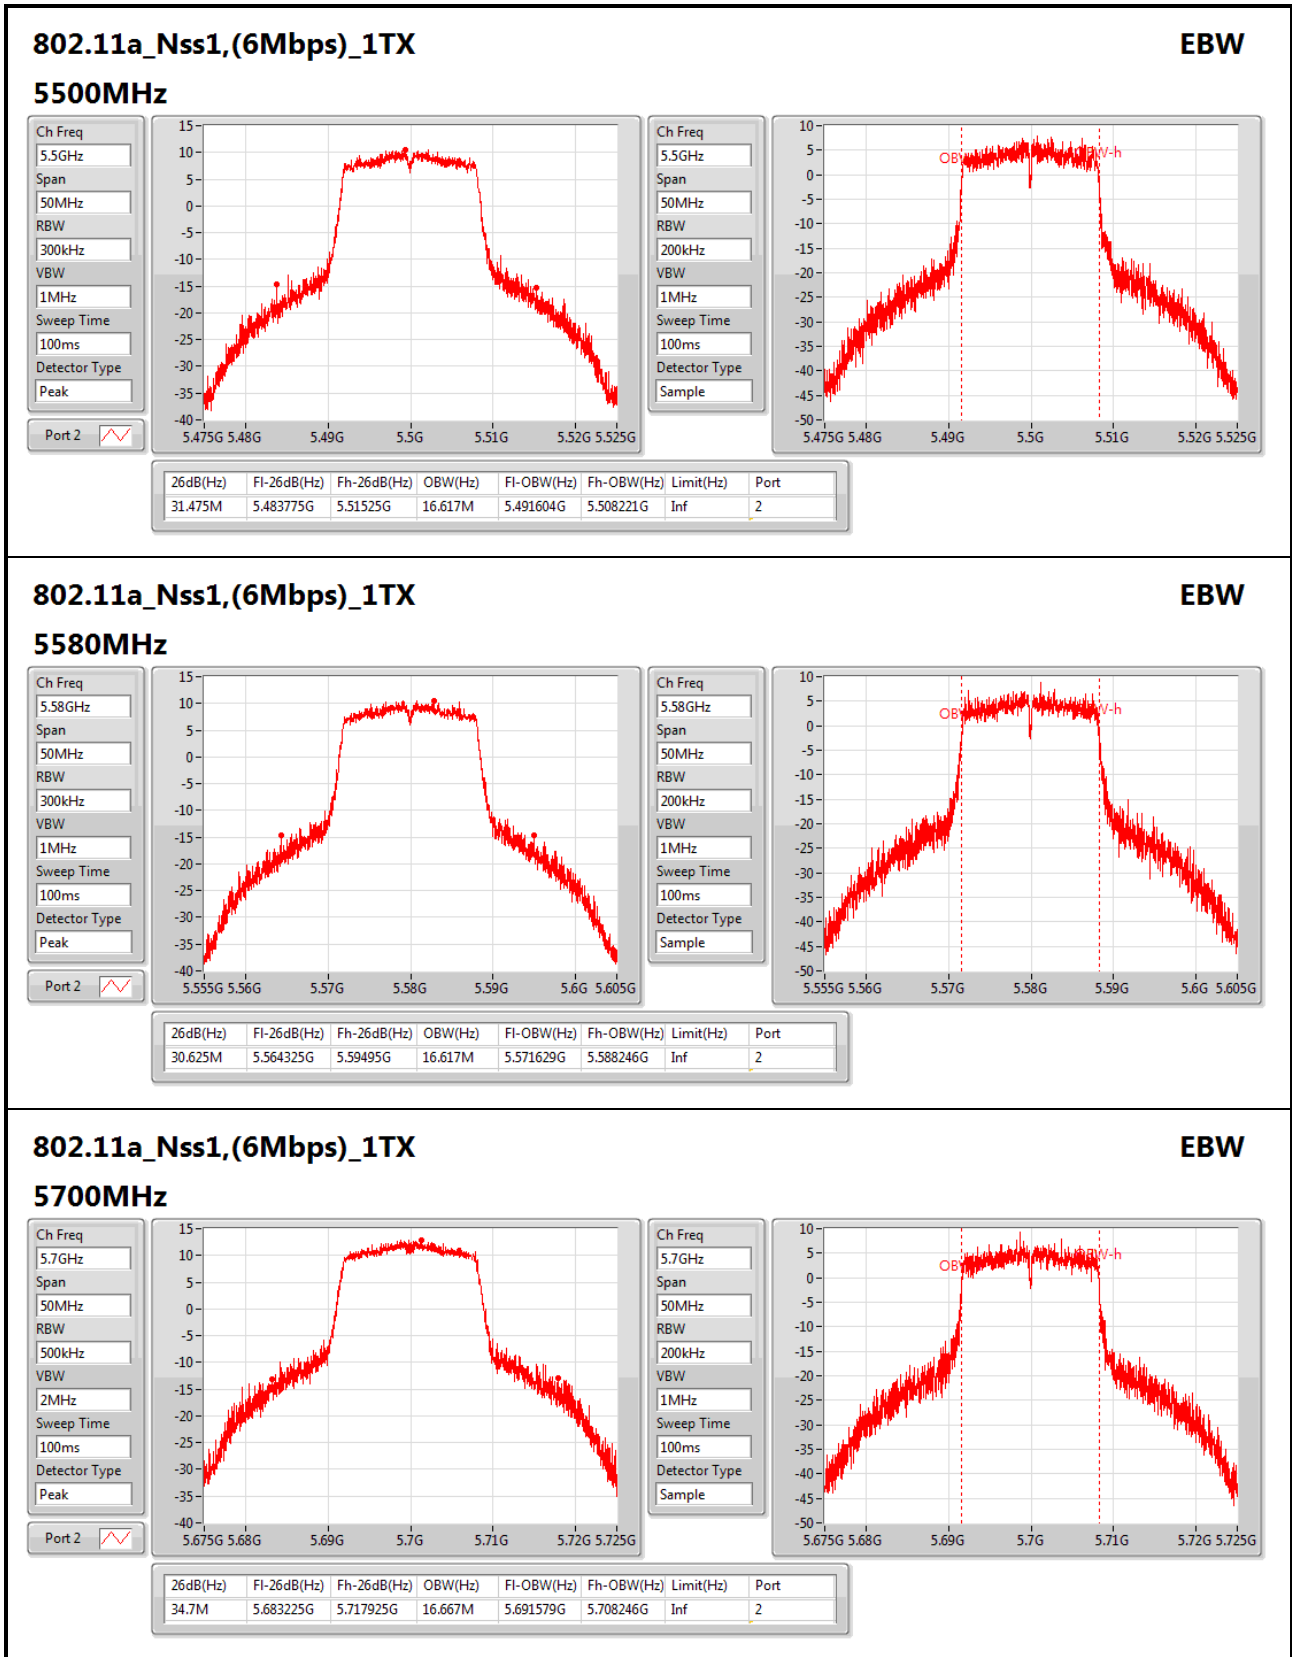 802.11a_Nss1,(6Mbps)_1TX EBW
5500MHz
Ch Freq
5.5GHz
Span
50MHz
RBW
300kHz
VBW
1MHz
Sweep Time
100ms
Detector Type
Peak
Port 2
15
10
5
0
-5
-10
-15
-20
-25
-30
-35
-40
5.475G 5.48G 5.49G 5.5G 5.51G 5.52G 5.525G
Ch Freq
5.5GHz
Span
50MHz
RBW
200kHz
VBW
1MHz
Sweep Time
100ms
Detector Type
Sample
10
5
0
-5
-10
-15
-20
-25
-30
-35
-40
-45
-50
5.475G 5.48G 5.49G 5.5G 5.51G 5.52G 5.525G
26dB(Hz) Fl-26dB(Hz) Fh-26dB(Hz) OBW(Hz) Fl-OBW(Hz) Fh-OBW(Hz) Limit(Hz) Port
31.475M 5.483775G 5.51525G 16.617M 5.491604G 5.508221G Inf 2
802.11a_Nss1,(6Mbps)_1TX EBW
5580MHz
Ch Freq
5.58GHz
Span
50MHz
RBW
300kHz
VBW
1MHz
Sweep Time
100ms
Detector Type
Peak
Port 2
15
10
5
0
-5
-10
-15
-20
-25
-30
-35
-40
5.555G 5.56G 5.57G 5.58G 5.59G 5.6G 5.605G
Ch Freq
5.58GHz
Span
50MHz
RBW
200kHz
VBW
1MHz
Sweep Time
100ms
Detector Type
Sample
10
5
0
-5
-10
-15
-20
-25
-30
-35
-40
-45
-50
5.555G 5.56G 5.57G 5.58G 5.59G 5.6G 5.605G
26dB(Hz) Fl-26dB(Hz) Fh-26dB(Hz) OBW(Hz) Fl-OBW(Hz) Fh-OBW(Hz) Limit(Hz) Port
30.625M 5.564325G 5.59495G 16.617M 5.571629G 5.588246G Inf 2
802.11a_Nss1,(6Mbps)_1TX EBW
5700MHz
Ch Freq
5.7GHz
Span
50MHz
RBW
500kHz
VBW
2MHz
Sweep Time
100ms
Detector Type
Peak
Port 2
15
10
5
0
-5
-10
-15
-20
-25
-30
-35
-40
5.675G 5.68G 5.69G 5.7G 5.71G 5.72G 5.725G
Ch Freq
5.7GHz
Span
50MHz
RBW
200kHz
VBW
1MHz
Sweep Time
100ms
Detector Type
Sample
10
5
0
-5
-10
-15
-20
-25
-30
-35
-40
-45
-50
5.675G 5.68G 5.69G 5.7G 5.71G 5.72G 5.725G
26dB(Hz) Fl-26dB(Hz) Fh-26dB(Hz) OBW(Hz) Fl-OBW(Hz) Fh-OBW(Hz) Limit(Hz) Port
34.7M 5.683225G 5.717925G 16.667M 5.691579G 5.708246G Inf 2